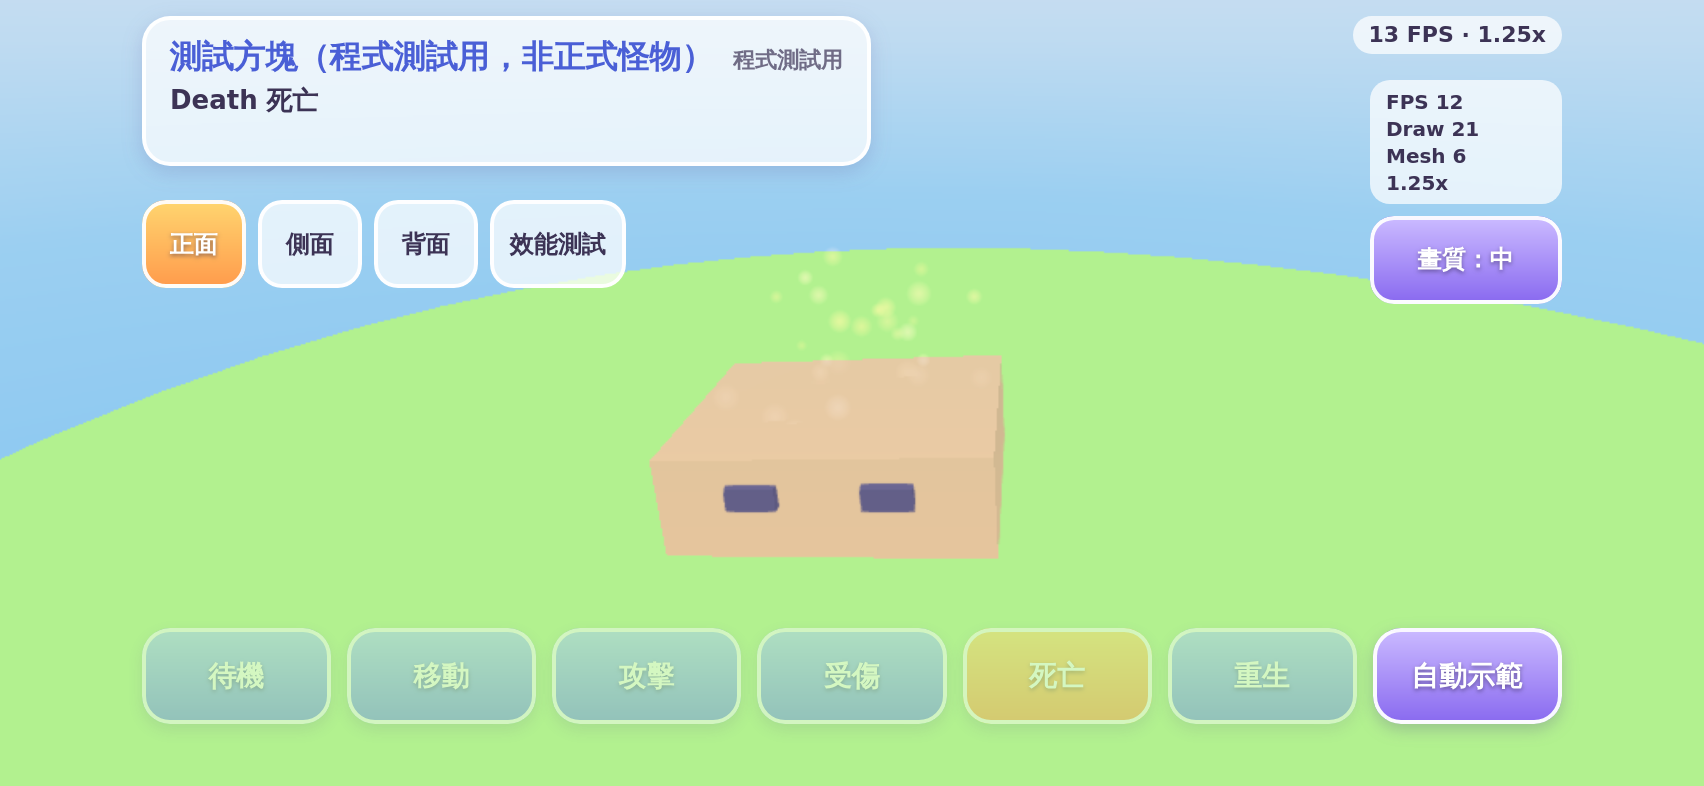 測試方塊（程式測試用，非正式怪物） 程式測試用
Death 死亡
13 FPS · 1.25x
FPS 12
Draw 21
Mesh 6
1.25x
正面 側面 背面 效能測試
畫質：中
待機 移動 攻擊 受傷 死亡 重生 自動示範